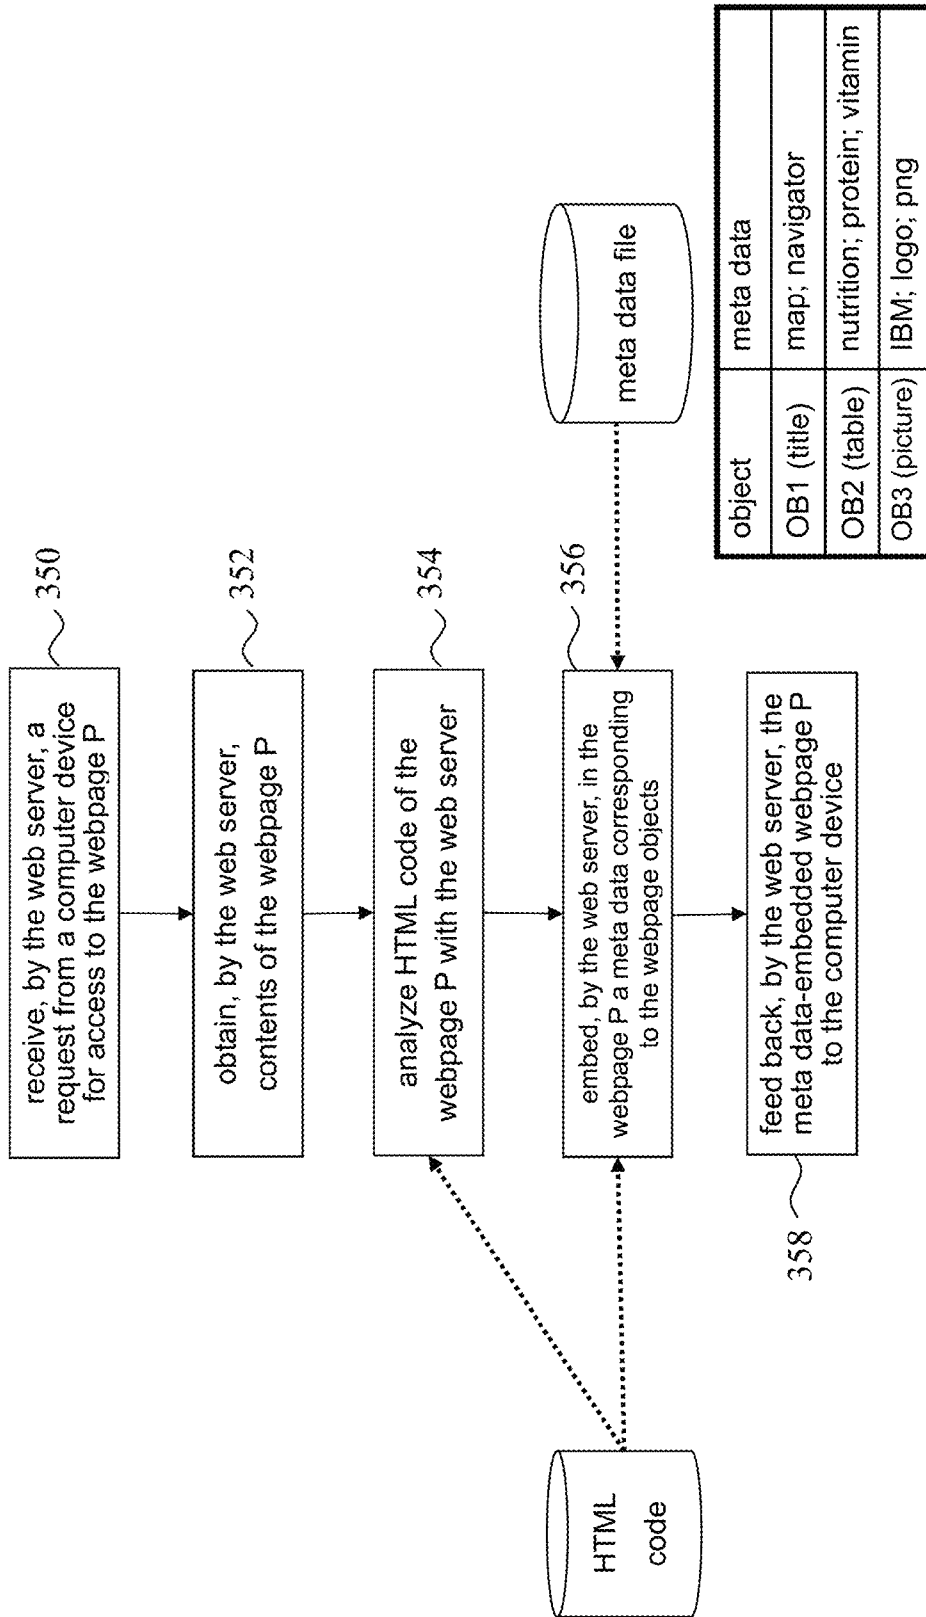 receive, by the web server, a
request from a computer device
for access to the webpage P
350
obtain, by the web server,
contents of the webpage P
352
analyze HTML code of the
webpage P with the web server
354
embed, by the web server, in the
webpage P a meta data corresponding
to the webpage objects
356
feed back, by the web server, the
meta data-embedded webpage P
to the computer device
358
HTML
code
meta data file
object meta data
OB1 (title) map; navigator
OB2 (table) nutrition; protein; vitamin
OB3 (picture) IBM; logo; png